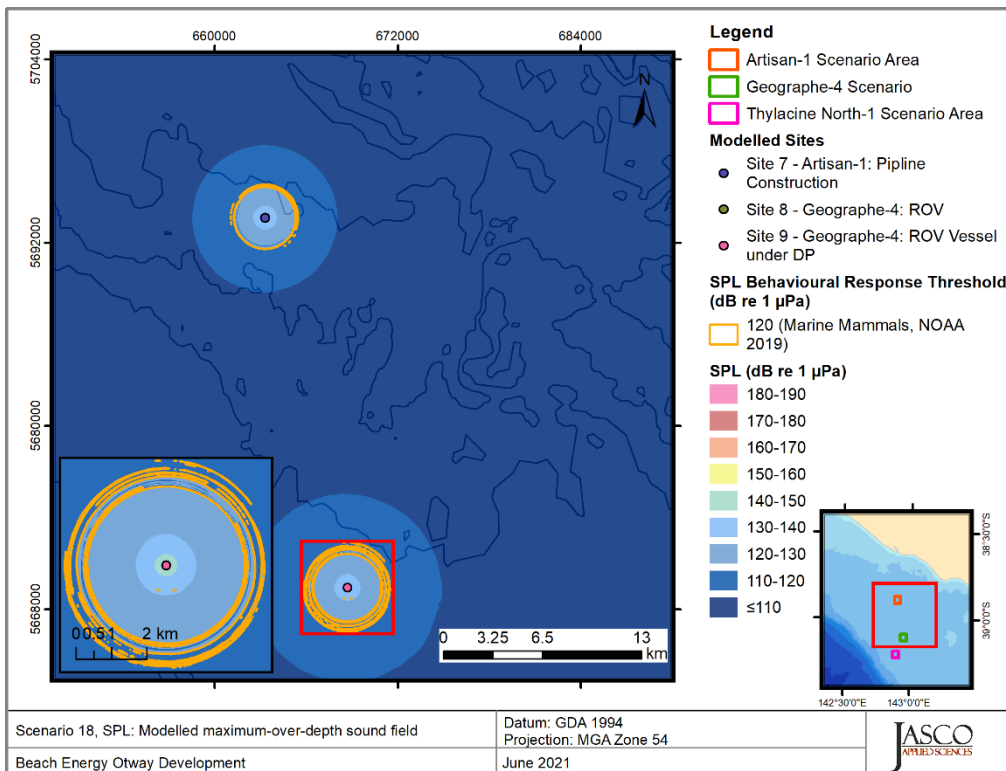 660000
672000
684000
5704000
5692000
5680000
5668000
N
0 0.5 1 2 km
0 3.25 6.5 13
km
Legend
Artisan-1 Scenario Area
Geographe-4 Scenario
Thylacine North-1 Scenario Area
Modelled Sites
Site 7 - Artisan-1: Pipline
Construction
Site 8 - Geographe-4: ROV
Site 9 - Geographe-4: ROV Vessel
under DP
SPL Behavioural Response Threshold
(dB re 1 µPa)
120 (Marine Mammals, NOAA
2019)
SPL (dB re 1 µPa)
180-190
170-180
160-170
150-160
140-150
130-140
120-130
110-120
≤110
38°30'0"S
39°0'0"S
142°30'0"E
143°0'0"E
Scenario 18, SPL: Modelled maximum-over-depth sound field
Datum: GDA 1994
Projection: MGA Zone 54
Beach Energy Otway Development
June 2021
JASCO
APPLIED SCIENCES